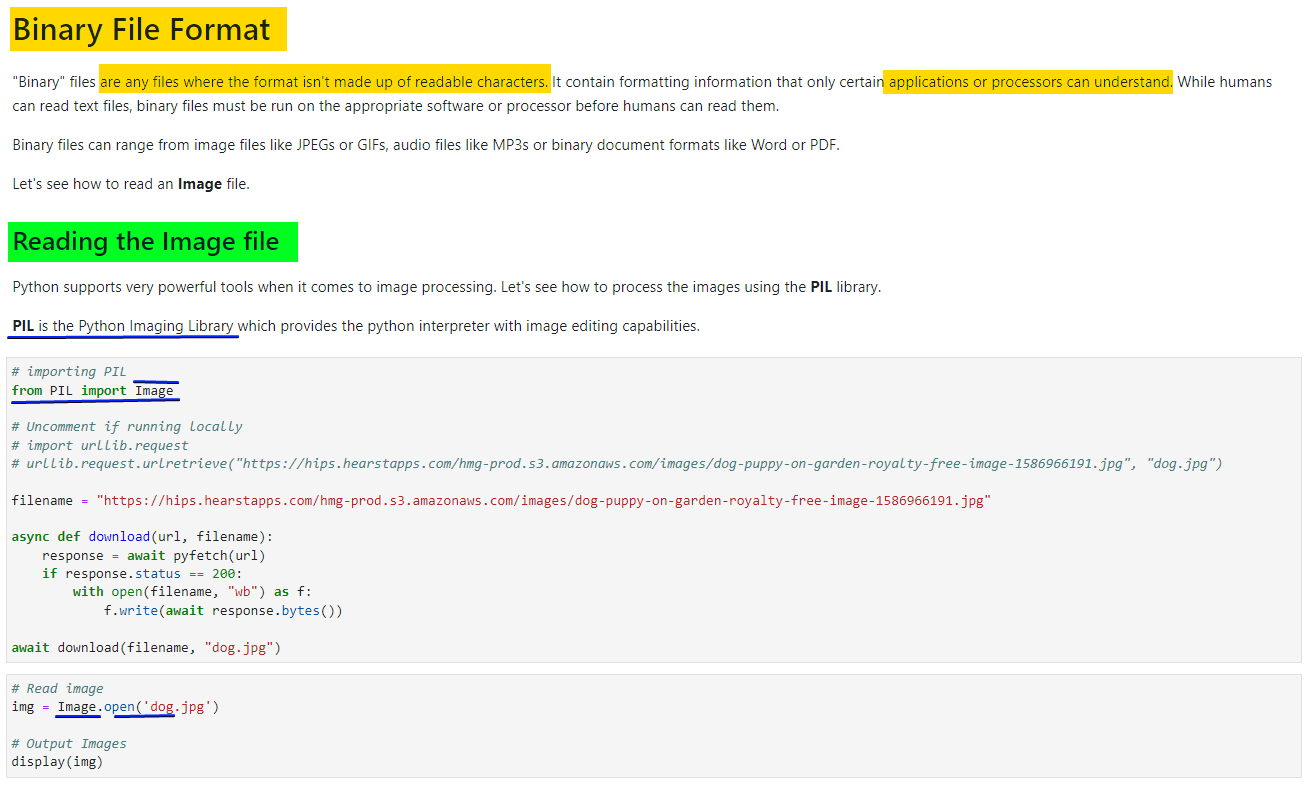 Binary File Format
"Binary" files are any files where the format isn't made up of readable characters. It contain formatting information that only certain applications or processors can understand. While humans
can read text files, binary files must be run on the appropriate software or processor before humans can read them.
Binary files can range from image files like JPEGs or GIFs, audio files like MP3s or binary document formats like Word or PDF.
Let's see how to read an Image file.
Reading the Image file
Python supports very powerful tools when it comes to image processing. Let's see how to process the images using the PIL library.
PIL is the Python Imaging Library which provides the python interpreter with image editing capabilities.
# importing PIL
from PIL import Image
# Uncomment if running locally
# import urllib.request
# urllib.request.urlretrieve("https://hips.hearstapps.com/hmg-prod.s3.amazonaws.com/images/dog-puppy-on-garden-royalty-free-image-1586966191.jpg", "dog.jpg")
filename = "https://hips.hearstapps.com/hmg-prod.s3.amazonaws.com/images/dog-puppy-on-garden-royalty-free-image-1586966191.jpg"
async def download(url, filename):
    response = await pyfetch(url)
    if response.status == 200:
        with open(filename, "wb") as f:
            f.write(await response.bytes())
await download(filename, "dog.jpg")
# Read image
img = Image.open('dog.jpg')
# Output Images
display(img)